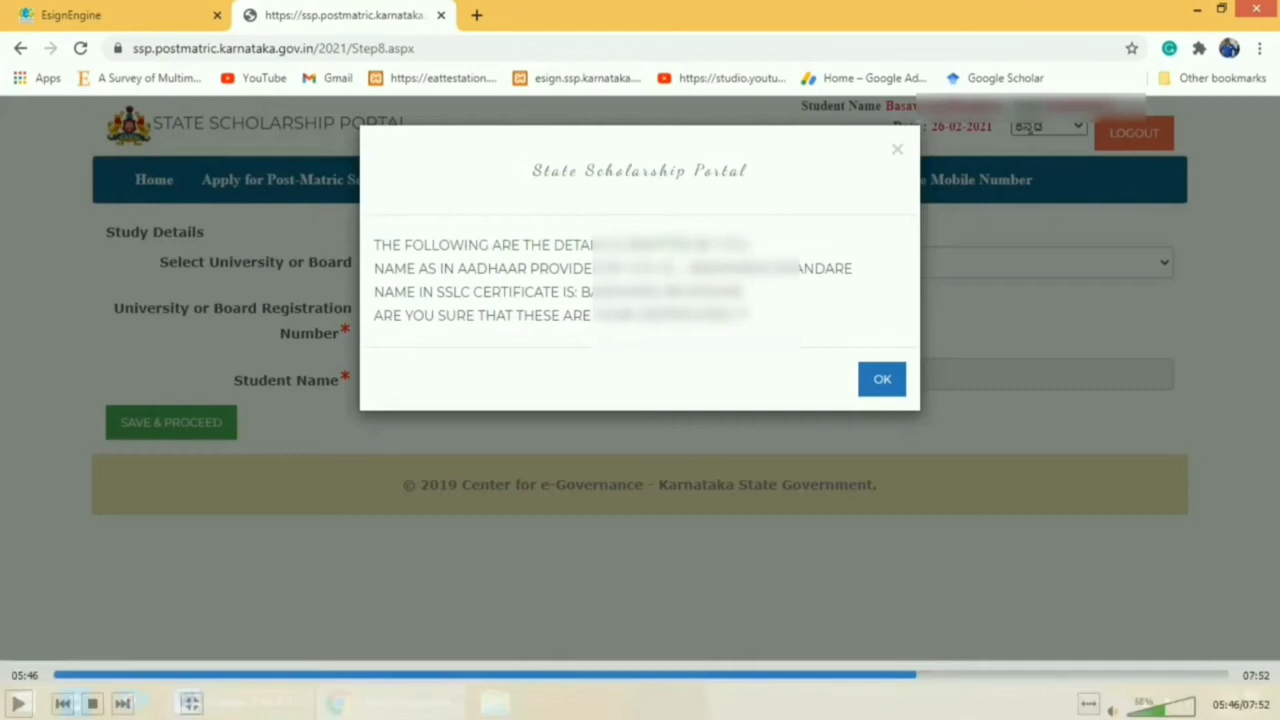 EsignEngine
https://ssp.postmatric.karnataka.
ssp.postmatric.karnataka.gov.in/2021/Step8.aspx
Apps A Survey of Multim... YouTube Gmail https://eattestation.... esign.ssp.karnataka.... https://studio.youtu... Home – Google Ad... Google Scholar Other bookmarks
Student Name Basav
STATE SCHOLARSHIP PORTAL
: 26-02-2021 ಕನ್ನಡ LOGOUT
State Scholarship Portal
Home Apply for Post-Matric Mobile Number
Study Details
THE FOLLOWING ARE THE
Select University or Board
NAME AS IN AADHAAR
NAME IN SSLC CERTIFICATE IS:
University or Board Registration
Number*
ARE YOU SURE THAT THESE ARE
Student Name*
OK
SAVE & PROCEED
© 2019 Center for e-Governance - Karnataka State Government.
05:46 07:52
68% 05:46/07:52